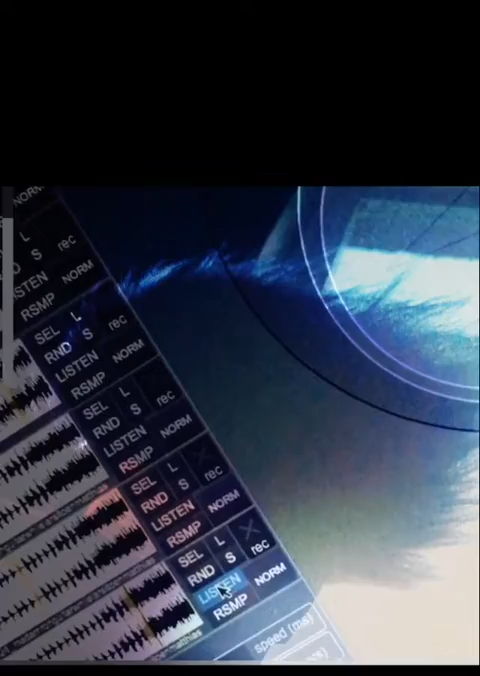 NORM
L
S
rec
LISTEN
NORM
RSMP
SEL L
RND S rec
LISTEN
RSMP NORM
SEL L
RND S rec
LISTEN
RSMP NORM
SEL L
RND S
LISTEN
RSMP NORM
SEL L
RND S rec
LISTEN
RSMP NORM
speed (ms)